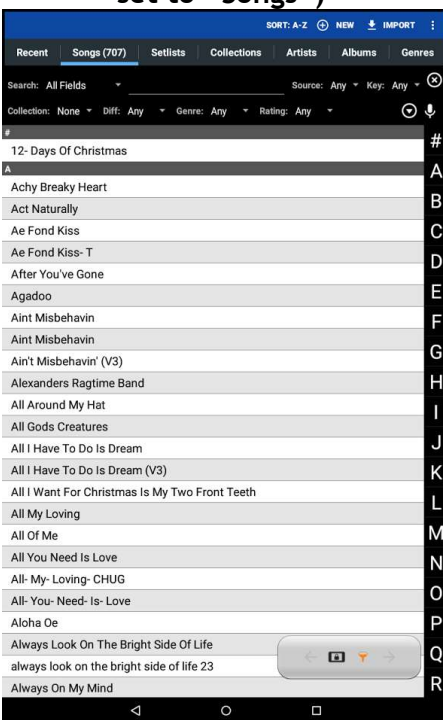 set to "Songs")
SORT: A-Z NEW IMPORT
Recent Songs (707) Setlists Collections Artists Albums Genres
Search: All Fields Source: Any Key: Any
Collection: None Diff: Any Genre: Any Rating: Any
#
12- Days Of Christmas
A
Achy Breaky Heart
Act Naturally
Ae Fond Kiss
Ae Fond Kiss- T
After You've Gone
Agadoo
Aint Misbehavin
Aint Misbehavin
Ain't Misbehavin' (V3)
Alexanders Ragtime Band
All Around My Hat
All Gods Creatures
All I Have To Do Is Dream
All I Have To Do Is Dream (V3)
All I Want For Christmas Is My Two Front Teeth
All My Loving
All Of Me
All You Need Is Love
All- My- Loving- CHUG
All- You- Need- Is- Love
Aloha Oe
Always Look On The Bright Side Of Life
always look on the bright side of life 23
Always On My Mind
#
A
B
C
D
E
F
G
H
I
J
K
L
M
N
O
P
Q
R